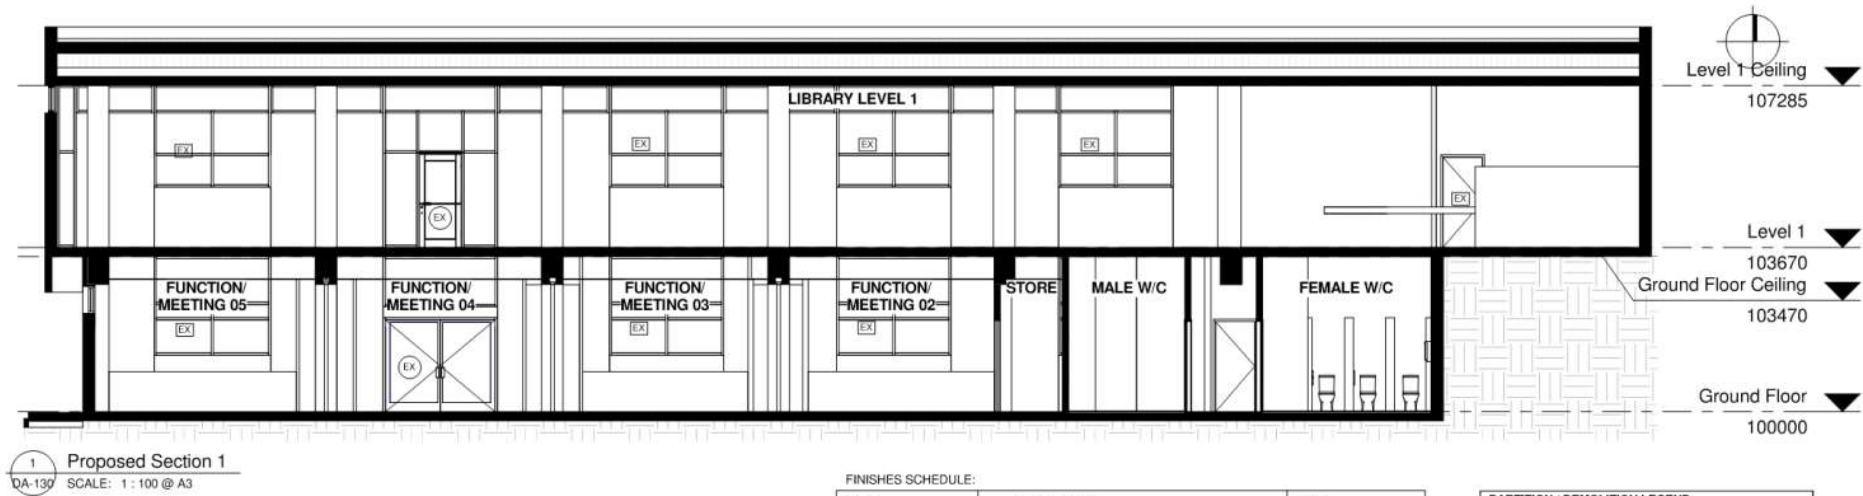 Level 1 Ceiling
107285
LIBRARY LEVEL 1
EX
EX
EX
EX
EX
EX
Level 1
103670
Ground Floor Ceiling
103470
FUNCTION/
MEETING 05
FUNCTION/
MEETING 04
FUNCTION/
MEETING 03
FUNCTION/
MEETING 02
STORE
MALE W/C
FEMALE W/C
EX
EX
EX
EX
Ground Floor
100000
1
DA-130
Proposed Section 1
SCALE: 1 : 100 @ A3
FINISHES SCHEDULE: